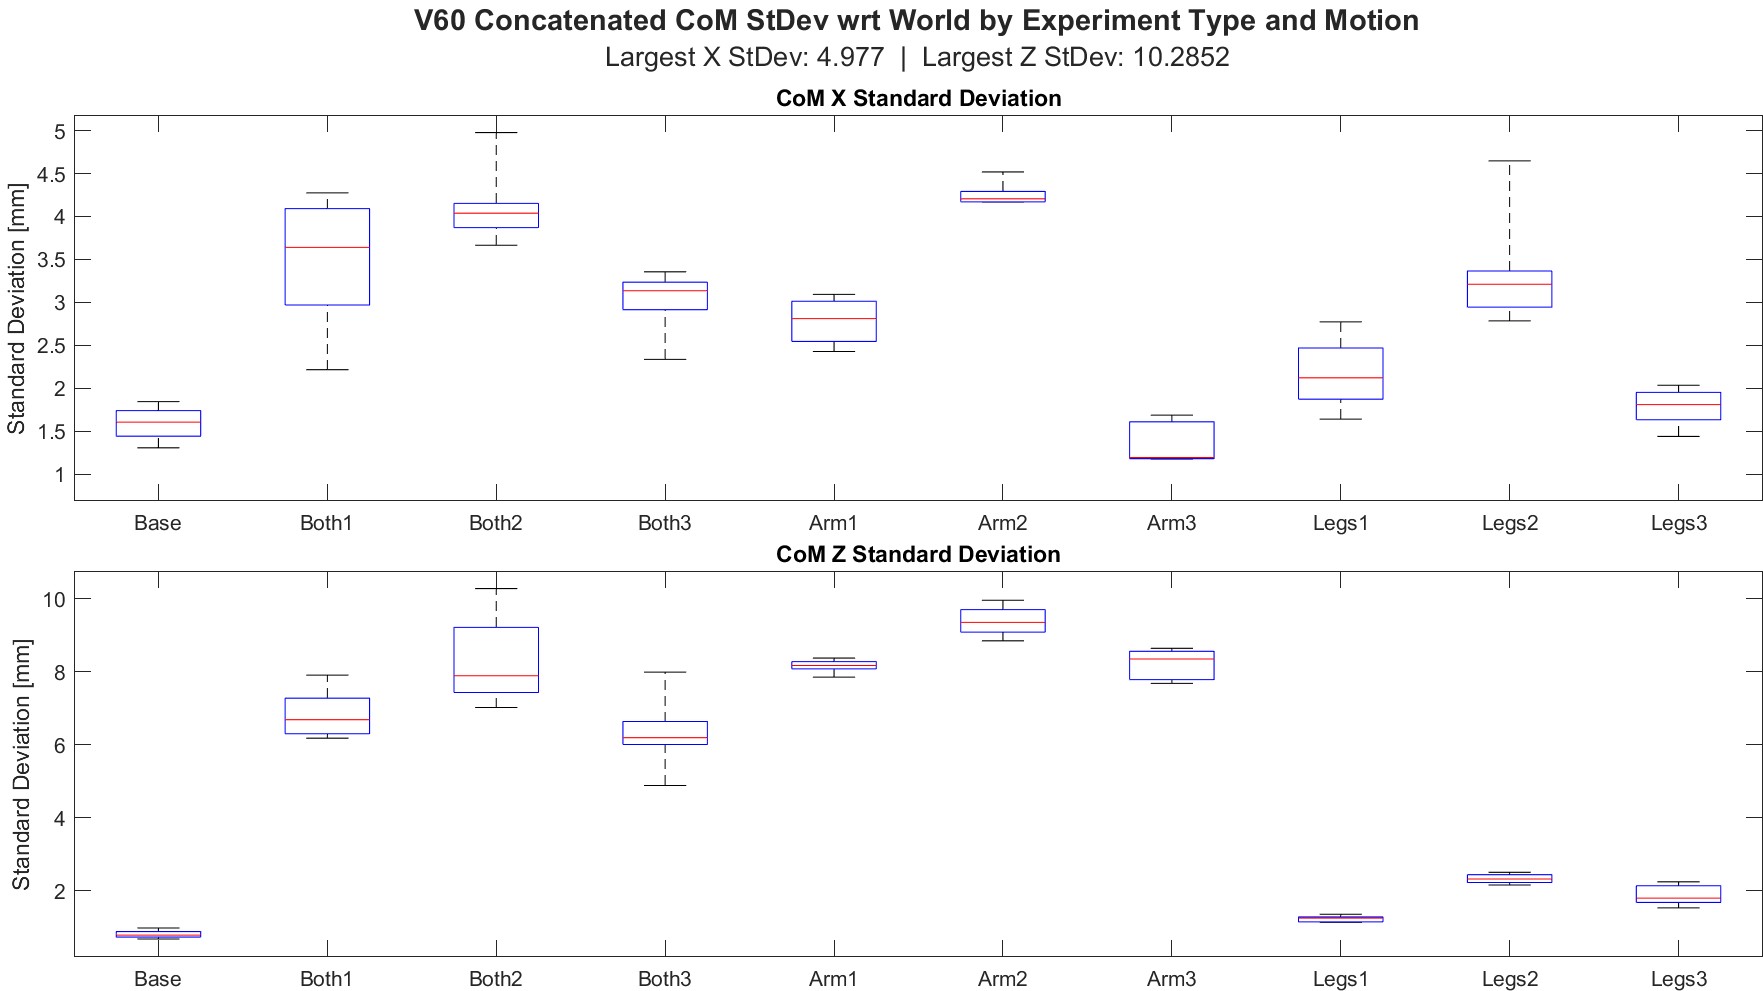 V60 Concatenated CoM StDev wrt World by Experiment Type and Motion
Largest X StDev: 4.977 | Largest Z StDev: 10.2852
CoM X Standard Deviation
Standard Deviation [mm]
5
4.5
4
3.5
3
2.5
2
1.5
1
Base Both1 Both2 Both3 Arm1 Arm2 Arm3 Legs1 Legs2 Legs3
CoM Z Standard Deviation
Standard Deviation [mm]
10
8
6
4
2
Base Both1 Both2 Both3 Arm1 Arm2 Arm3 Legs1 Legs2 Legs3